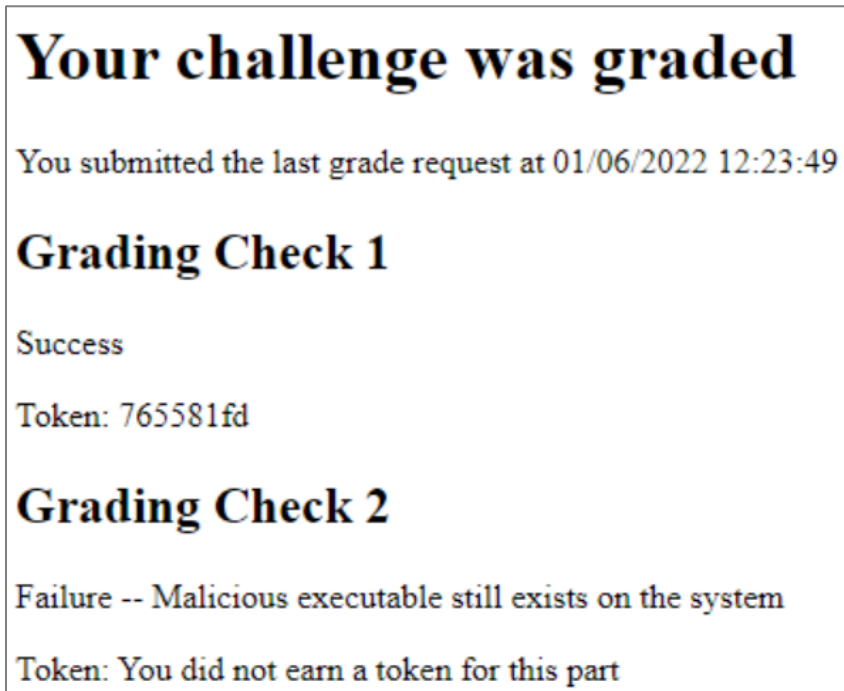 Your challenge was graded
You submitted the last grade request at 01/06/2022 12:23:49
Grading Check 1
Success
Token: 765581fd
Grading Check 2
Failure -- Malicious executable still exists on the system
Token: You did not earn a token for this part